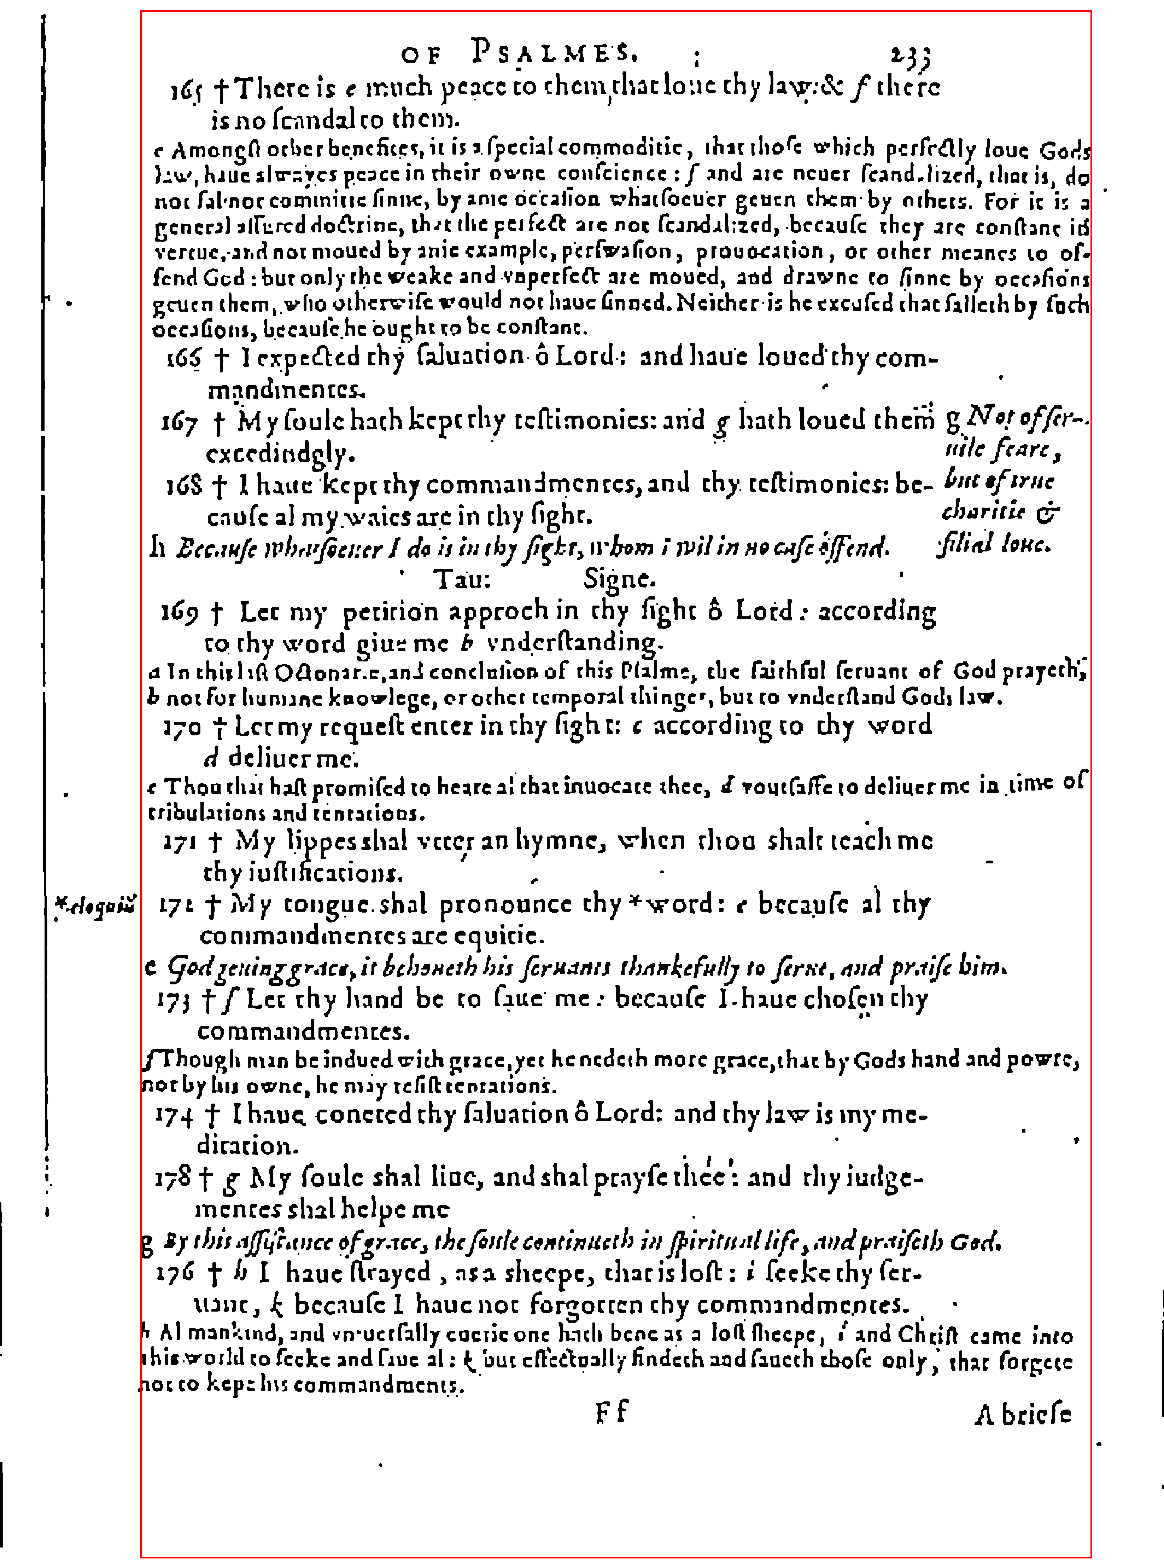 OF PSALMES. 233
165 †There is e much peace to them, that loue thy law: & f there
is no ſcandal to them.
e Amongſt other benefites, it is a ſpecial commoditie, that thoſe which perfectly loue Gods
law, haue alwayes peace in their owne conſcience: f and are neuer ſcandalized, that is, do
not fal nor committe ſinne, by anie occaſion whatſoeuer geuen them by others. For it is a
general aſſured doctrine, that the perfect are not ſcandalized, becauſe they are conſtant in
vertue, and not moued by anie example, perſwaſion, prouocation, or other meanes to of-
fend God: but only the weake and vnperfect are moued, and drawne to ſinne by occaſions
geuen them, who otherwiſe would not haue ſinned. Neither is he excuſed that falleth by ſuch
occaſions, becauſe he ought to be conſtant.
166 † I expected thy ſaluation ô Lord: and haue loued thy com-
mandmentes.
167 † My ſoule hath kept thy teſtimonies: and g hath loued them
exceedindgly.
g Not of ſer-
uile feare,
but of true
charitie &
filial loue.
168 † I haue kept thy commandmentes, and thy teſtimonies: be-
cauſe al my waies are in thy ſight.
h Becauſe whatſoeuer I do is in thy ſight, whom i wil in no caſe offend.
Tau: Signe.
169 † Let my petition approch in thy ſight ô Lord: according
to thy word giue me b vnderſtanding.
a In this laſt Octonarie, and concluſion of this Pſalme, the faithful ſeruant of God prayeth,
b not for humane knowlege, or other temporal thinges, but to vnderſtand Gods law.
170 † Let my requeſt enter in thy ſight: c according to thy word
d deliuer me.
c Thou that haſt promiſed to heare al that inuocate thee, d voutſaffe to deliuer me in time of
tribulations and tentations.
171 † My lippes shal vtter an hymne, when thou shalt teach me
thy iuſtifications.
*eloquiũ
172 † My tongue shal pronounce thy *word: e becauſe al thy
commandmentes are equitie.
e God geuing grace, it behoueth his ſeruants thankefully to ſerue, and praiſe him.
173 † f Let thy hand be to ſaue me: becauſe I haue choſen thy
commandmentes.
f Though man be indued with grace, yet he nedeth more grace, that by Gods hand and powre,
not by his owne, he may reſiſt tentations.
174 † I haue coueted thy ſaluation ô Lord: and thy law is my me-
ditation.
178 † g My ſoule shal liue, and shal prayſe thee: and thy iudge-
mentes shal helpe me
g By this aſſiſtance of grace, the ſoule continueth in ſpiritual life, and praiſeth God.
176 † h I haue ſtrayed, as a sheepe, that is loſt: i ſeeke thy ſer-
uant, k becauſe I haue not forgotten thy commandmentes.
h Al mankind, and vniuerſally euerie one hath bene as a loſt ſheepe, i and Chriſt came into
this world to ſeeke and ſaue al: k but effectually findeth and ſaueth thoſe only, that forgete
not to kepe his commandments.
Ff A briefe